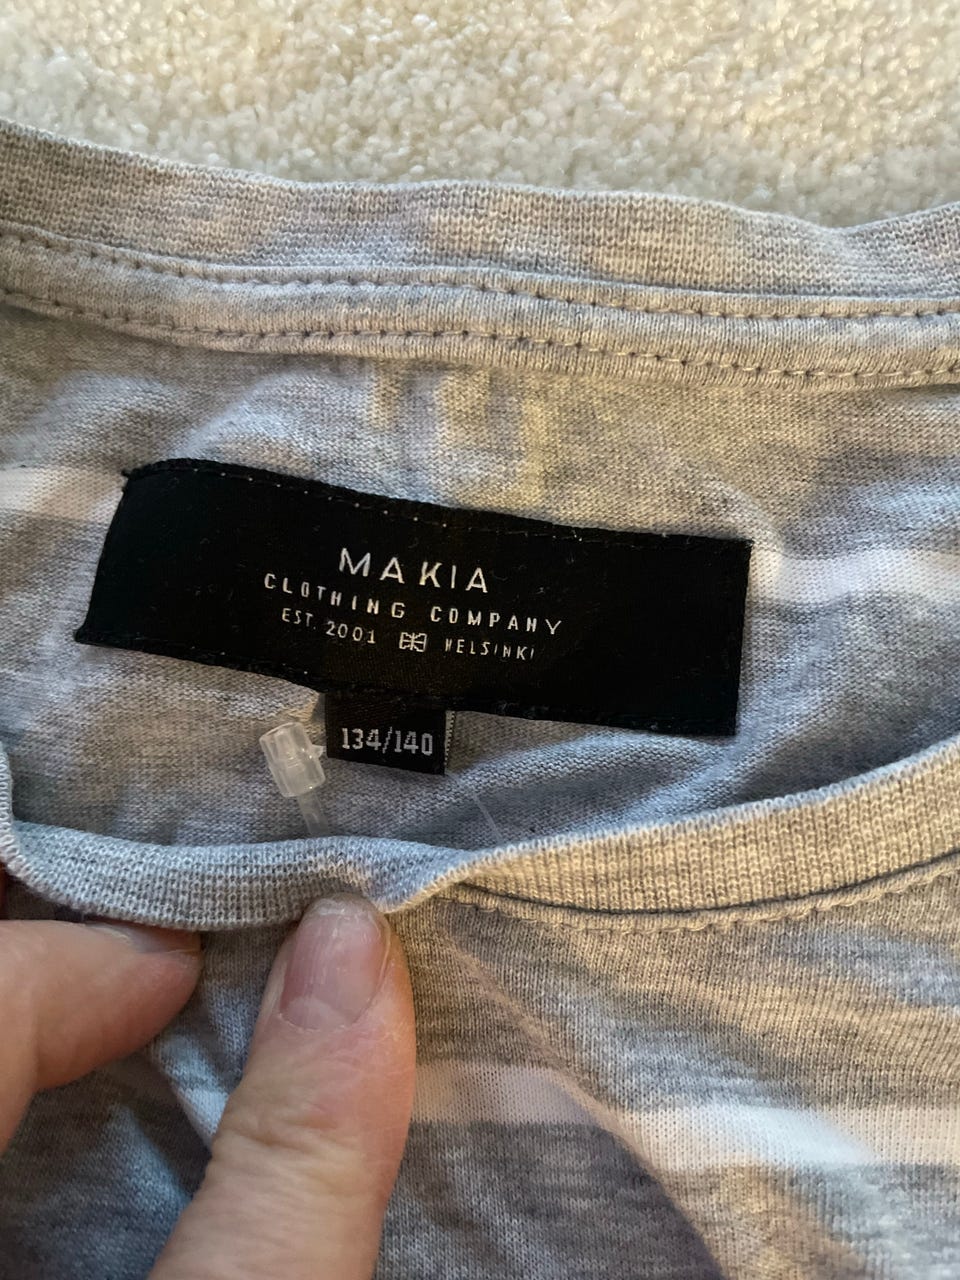 MAKIA
CLOTHING COMPANY
EST. 2001 HELSINKI
134/140